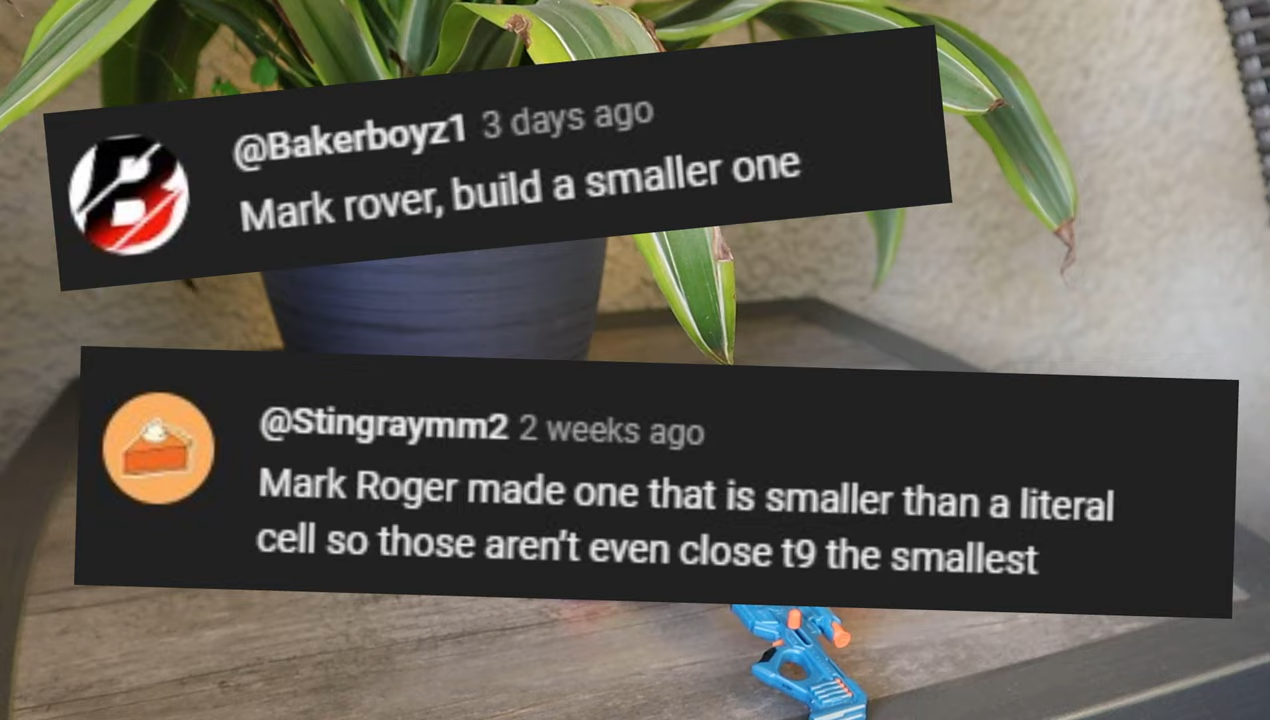 @Bakerboyz1 3 days ago
Mark rover, build a smaller one
@Stingraymm2 2 weeks ago
Mark Roger made one that is smaller than a literal
cell so those aren't even close t9 the smallest